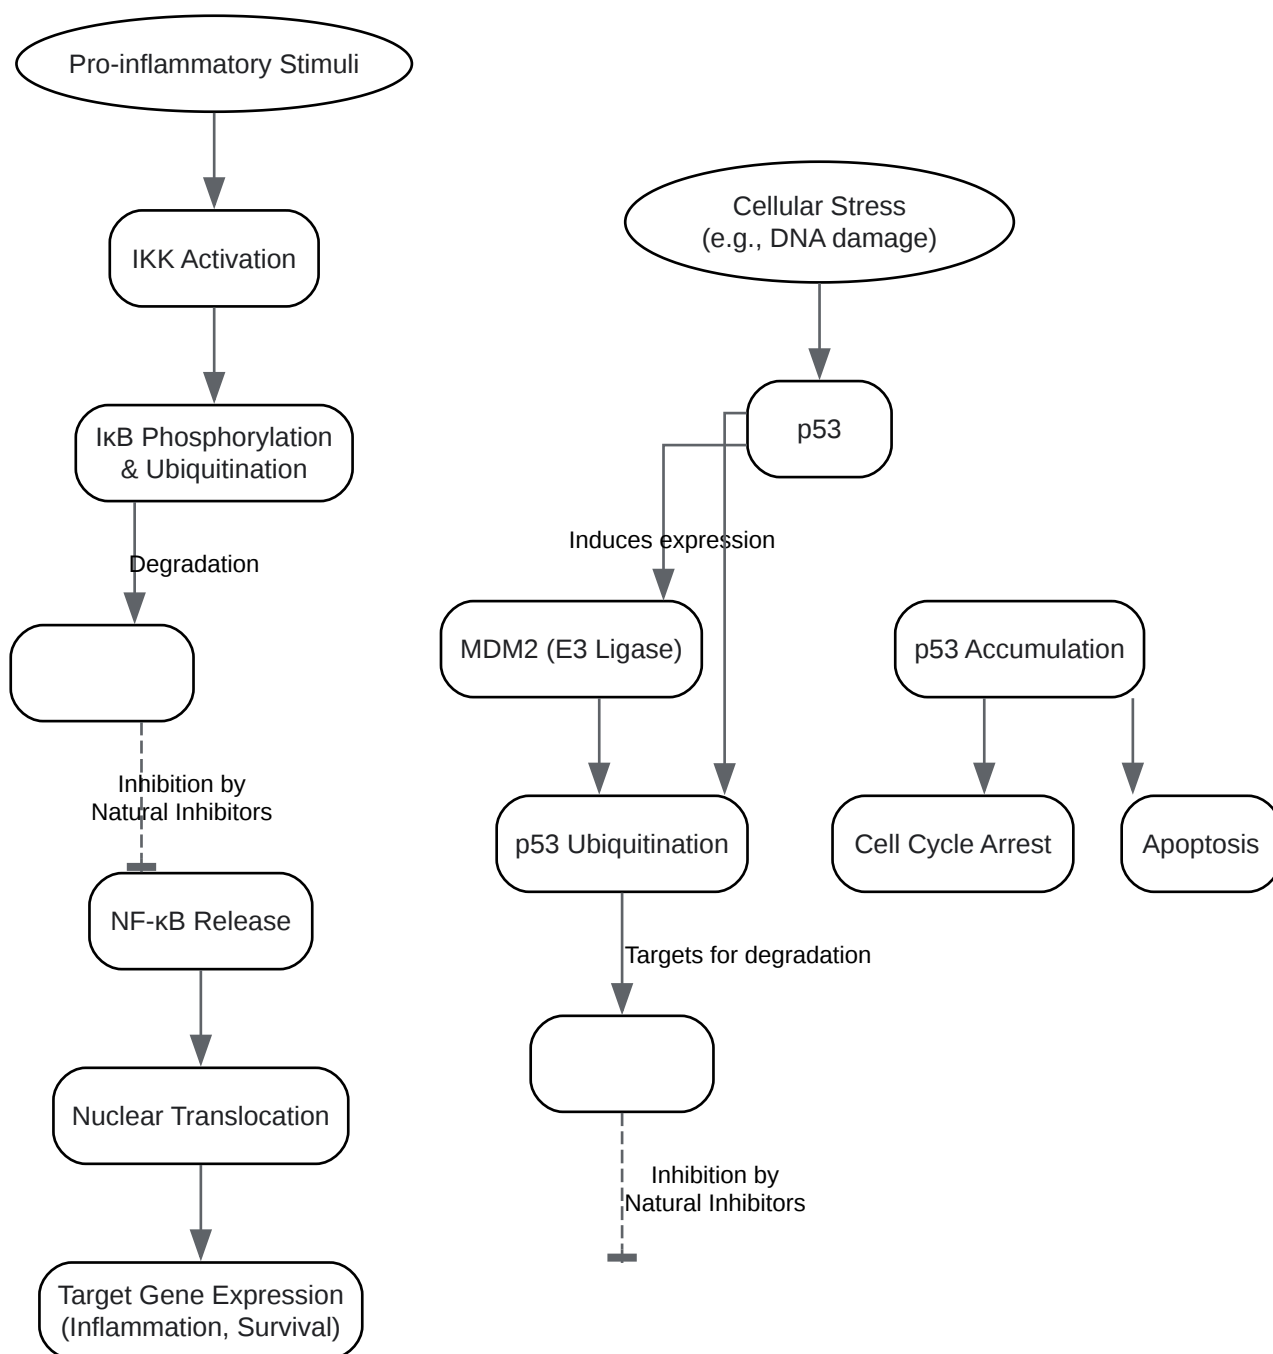 Pro-inflammatory Stimuli
IKK Activation
IκB Phosphorylation
& Ubiquitination
Degradation
Inhibition by
Natural Inhibitors
NF-κB Release
Nuclear Translocation
Target Gene Expression
(Inflammation, Survival)
Cellular Stress
(e.g., DNA damage)
p53
Induces expression
MDM2 (E3 Ligase)
p53 Ubiquitination
Targets for degradation
Inhibition by
Natural Inhibitors
p53 Accumulation
Cell Cycle Arrest
Apoptosis